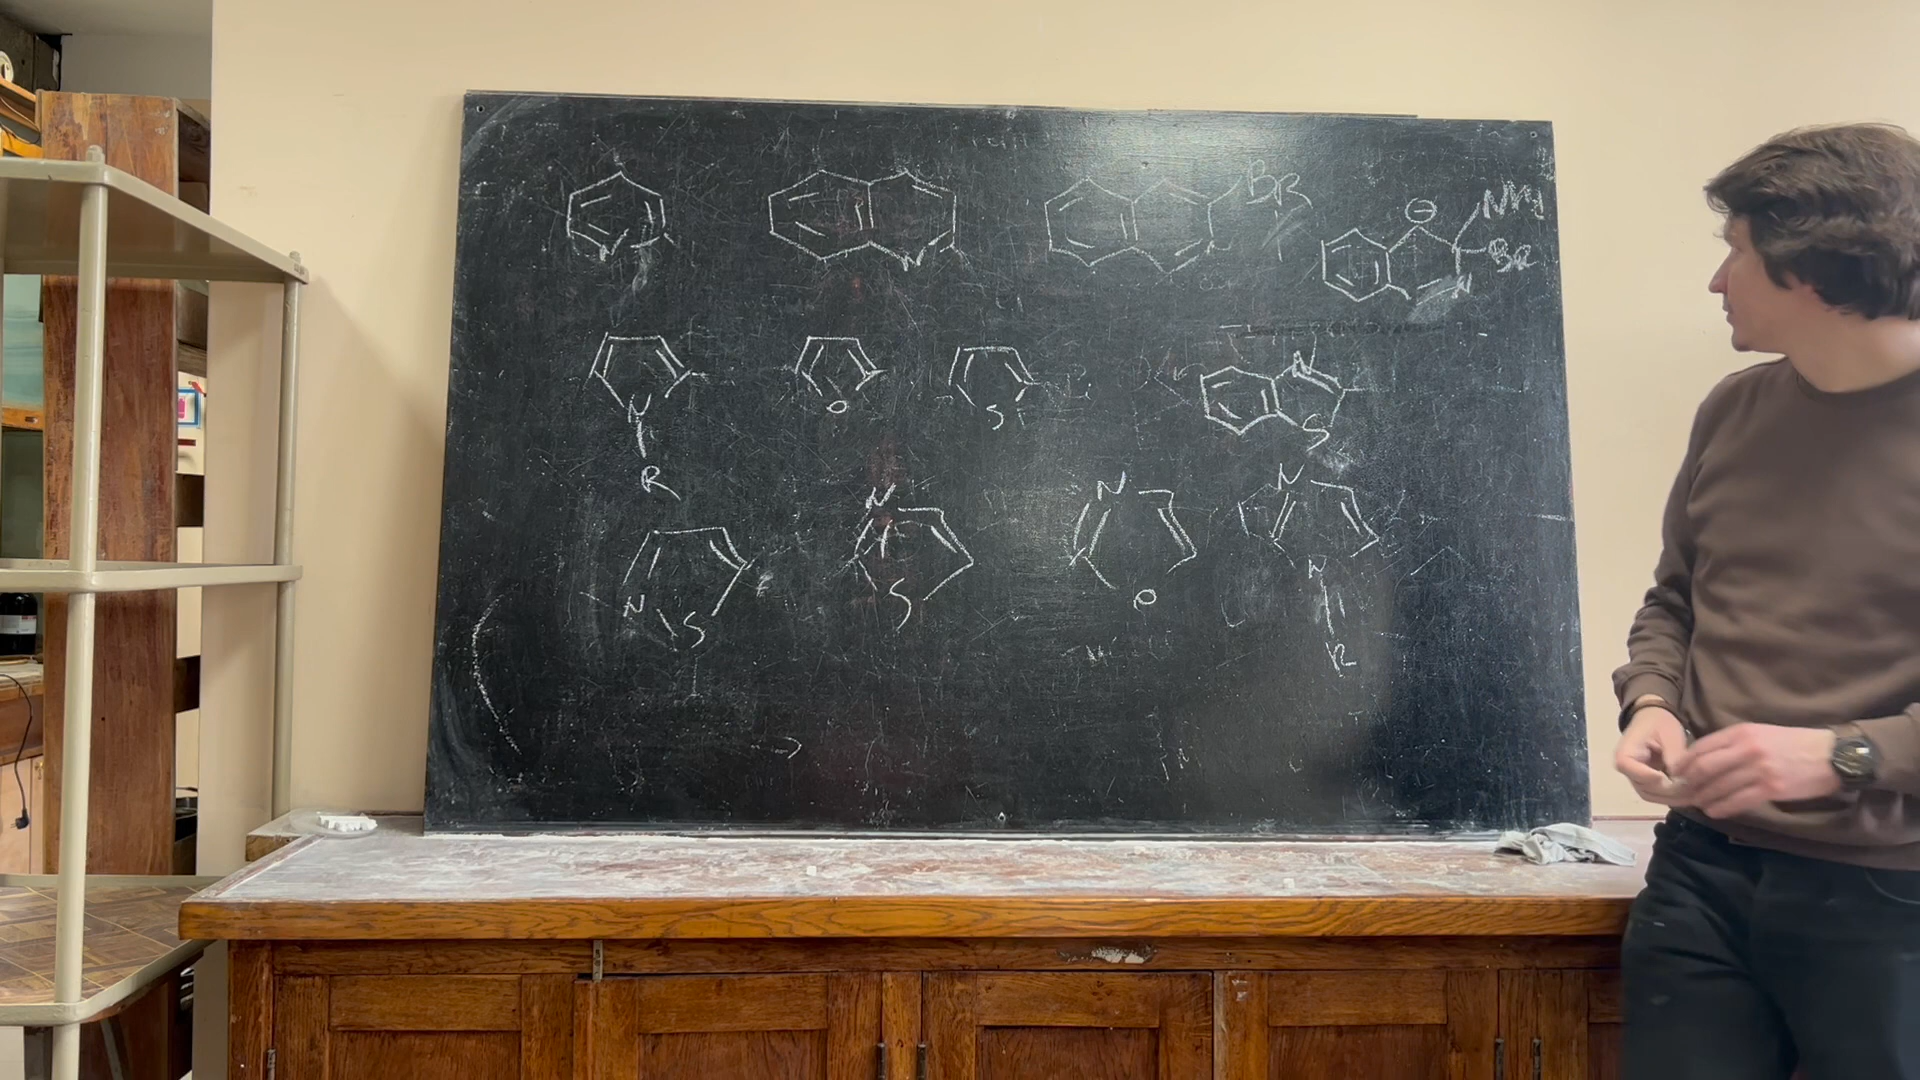 N N Br
NH2
⊖
Br
N
N O S N
S
R
N N N
N S S O N
R